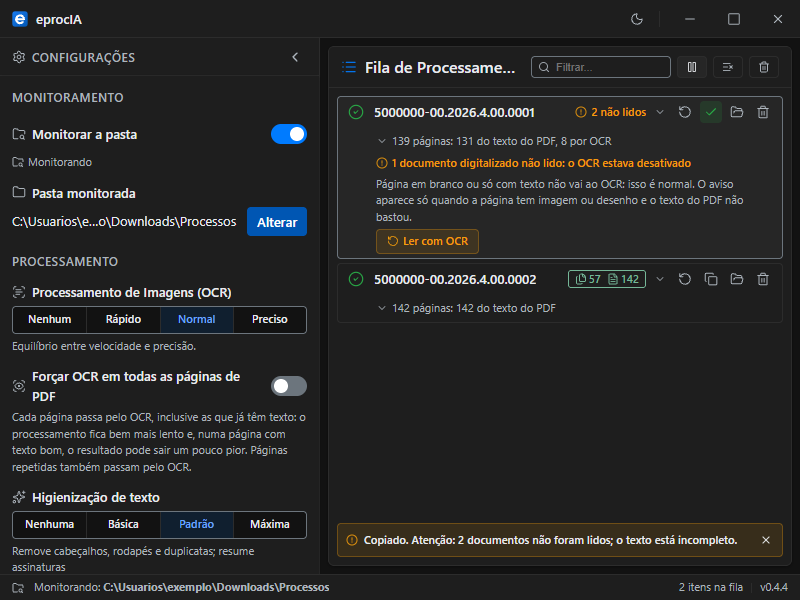 eprocIA
CONFIGURAÇÕES
MONITORAMENTO
Monitorar a pasta
Monitorando
Pasta monitorada
C:\Usuarios\e...o\Downloads\Processos
Alterar
PROCESSAMENTO
Processamento de Imagens (OCR)
Nenhum Rápido Normal Preciso
Equilíbrio entre velocidade e precisão.
Forçar OCR em todas as páginas de
PDF
Cada página passa pelo OCR, inclusive as que já têm texto: o
processamento fica bem mais lento e, numa página com
texto bom, o resultado pode sair um pouco pior. Páginas
repetidas também passam pelo OCR.
Higienização de texto
Nenhuma Básica Padrão Máxima
Remove cabeçalhos, rodapés e duplicatas; resume
assinaturas
Fila de Processame...
Filtrar...
5000000-00.2026.4.00.0001
2 não lidos
139 páginas: 131 do texto do PDF, 8 por OCR
1 documento digitalizado não lido: o OCR estava desativado
Página em branco ou só com texto não vai ao OCR: isso é normal. O aviso
aparece só quando a página tem imagem ou desenho e o texto do PDF não
bastou.
Ler com OCR
5000000-00.2026.4.00.0002
57 142
142 páginas: 142 do texto do PDF
Copiado. Atenção: 2 documentos não foram lidos; o texto está incompleto.
Monitorando: C:\Usuarios\exemplo\Downloads\Processos
2 itens na fila
v0.4.4